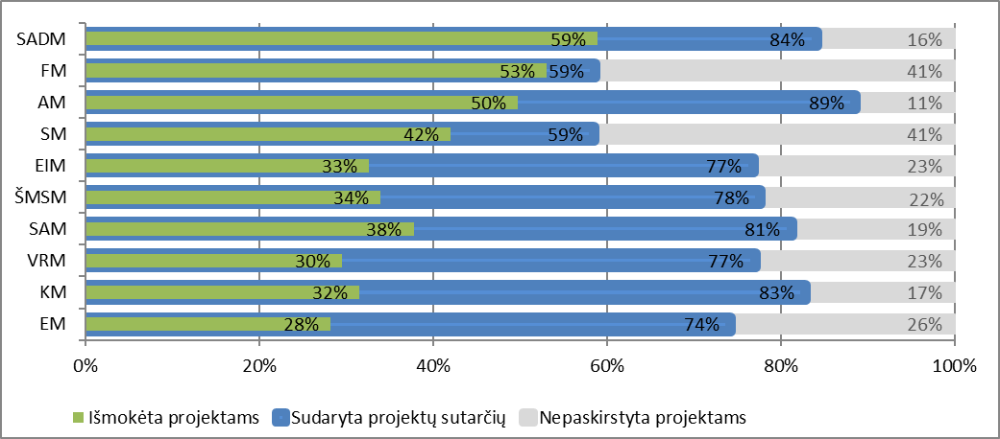 SADM 59% 84% 16%
FM 53% 59% 41%
AM 50% 89% 11%
SM 42% 59% 41%
EIM 33% 77% 23%
ŠMSM 34% 78% 22%
SAM 38% 81% 19%
VRM 30% 77% 23%
KM 32% 83% 17%
EM 28% 74% 26%
0% 20% 40% 60% 80% 100%
Išmokėta projektams Sudaryta projektų sutarčių Nepaskirstyta projektams